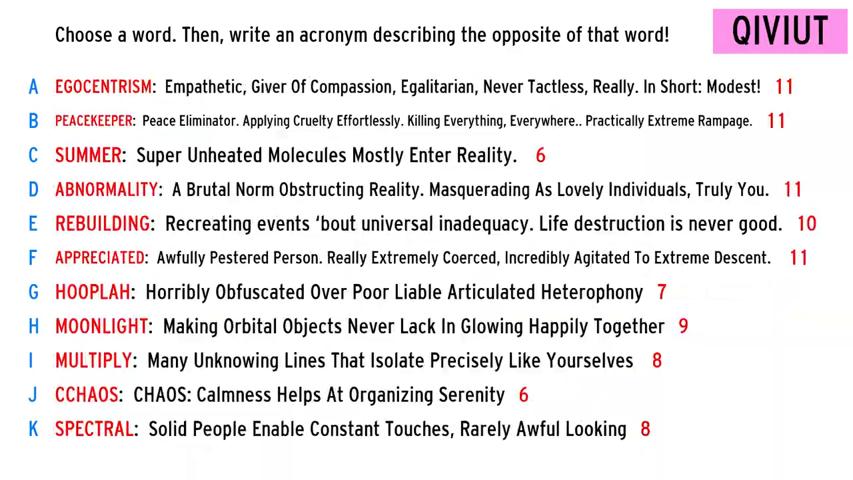 Choose a word. Then, write an acronym describing the opposite of that word!
QIVIUT
A EGOCENTRISM: Empathetic, Giver Of Compassion, Egalitarian, Never Tactless, Really. In Short: Modest! 11
B PEACEKEEPER: Peace Eliminator. Applying Cruelty Effortlessly. Killing Everything, Everywhere.. Practically Extreme Rampage. 11
C SUMMER: Super Unheated Molecules Mostly Enter Reality. 6
D ABNORMALITY: A Brutal Norm Obstructing Reality. Masquerading As Lovely Individuals, Truly You. 11
E REBUILDING: Recreating events ‘bout universal inadequacy. Life destruction is never good. 10
F APPRECIATED: Awfully Pestered Person. Really Extremely Coerced, Incredibly Agitated To Extreme Descent. 11
G HOOPLAH: Horribly Obfuscated Over Poor Liable Articulated Heterophony 7
H MOONLIGHT: Making Orbital Objects Never Lack In Glowing Happily Together 9
I MULTIPLY: Many Unknowing Lines That Isolate Precisely Like Yourselves 8
J CCHAOS: CHAOS: Calmness Helps At Organizing Serenity 6
K SPECTRAL: Solid People Enable Constant Touches, Rarely Awful Looking 8